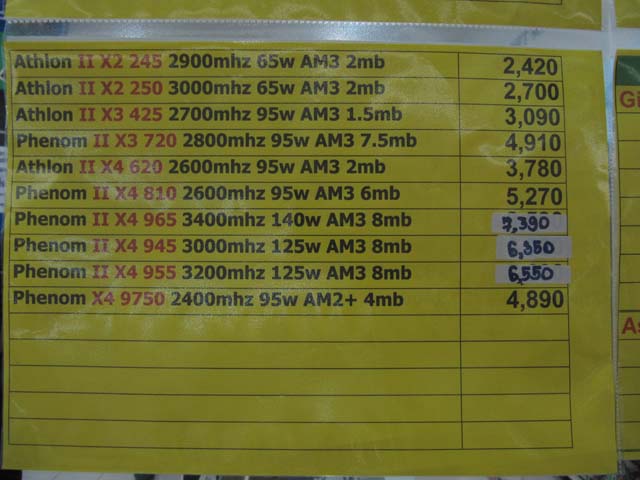 Athlon II X2 245 2900mhz 65w AM3 2mb 2,420
Athlon II X2 250 3000mhz 65w AM3 2mb 2,700
Athlon II X3 425 2700mhz 95w AM3 1.5mb 3,090
Phenom II X3 720 2800mhz 95w AM3 7.5mb 4,910
Athlon II X4 620 2600mhz 95w AM3 2mb 3,780
Phenom II X4 810 2600mhz 95w AM3 6mb 5,270
Phenom II X4 965 3400mhz 140w AM3 8mb 7,390
Phenom II X4 945 3000mhz 125w AM3 8mb 6,350
Phenom II X4 955 3200mhz 125w AM3 8mb 6,550
Phenom X4 9750 2400mhz 95w AM2+ 4mb 4,890
Gi
As